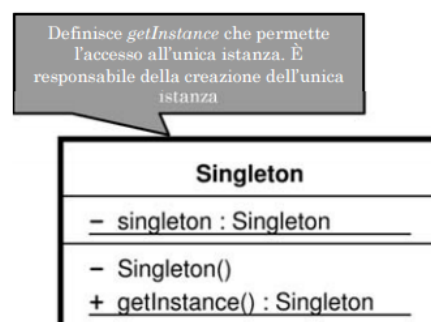 Definisce getInstance che permette
l'accesso all'unica istanza. È
responsabile della creazione dell'unica
istanza
Singleton
– singleton : Singleton
– Singleton()
+ getInstance() : Singleton